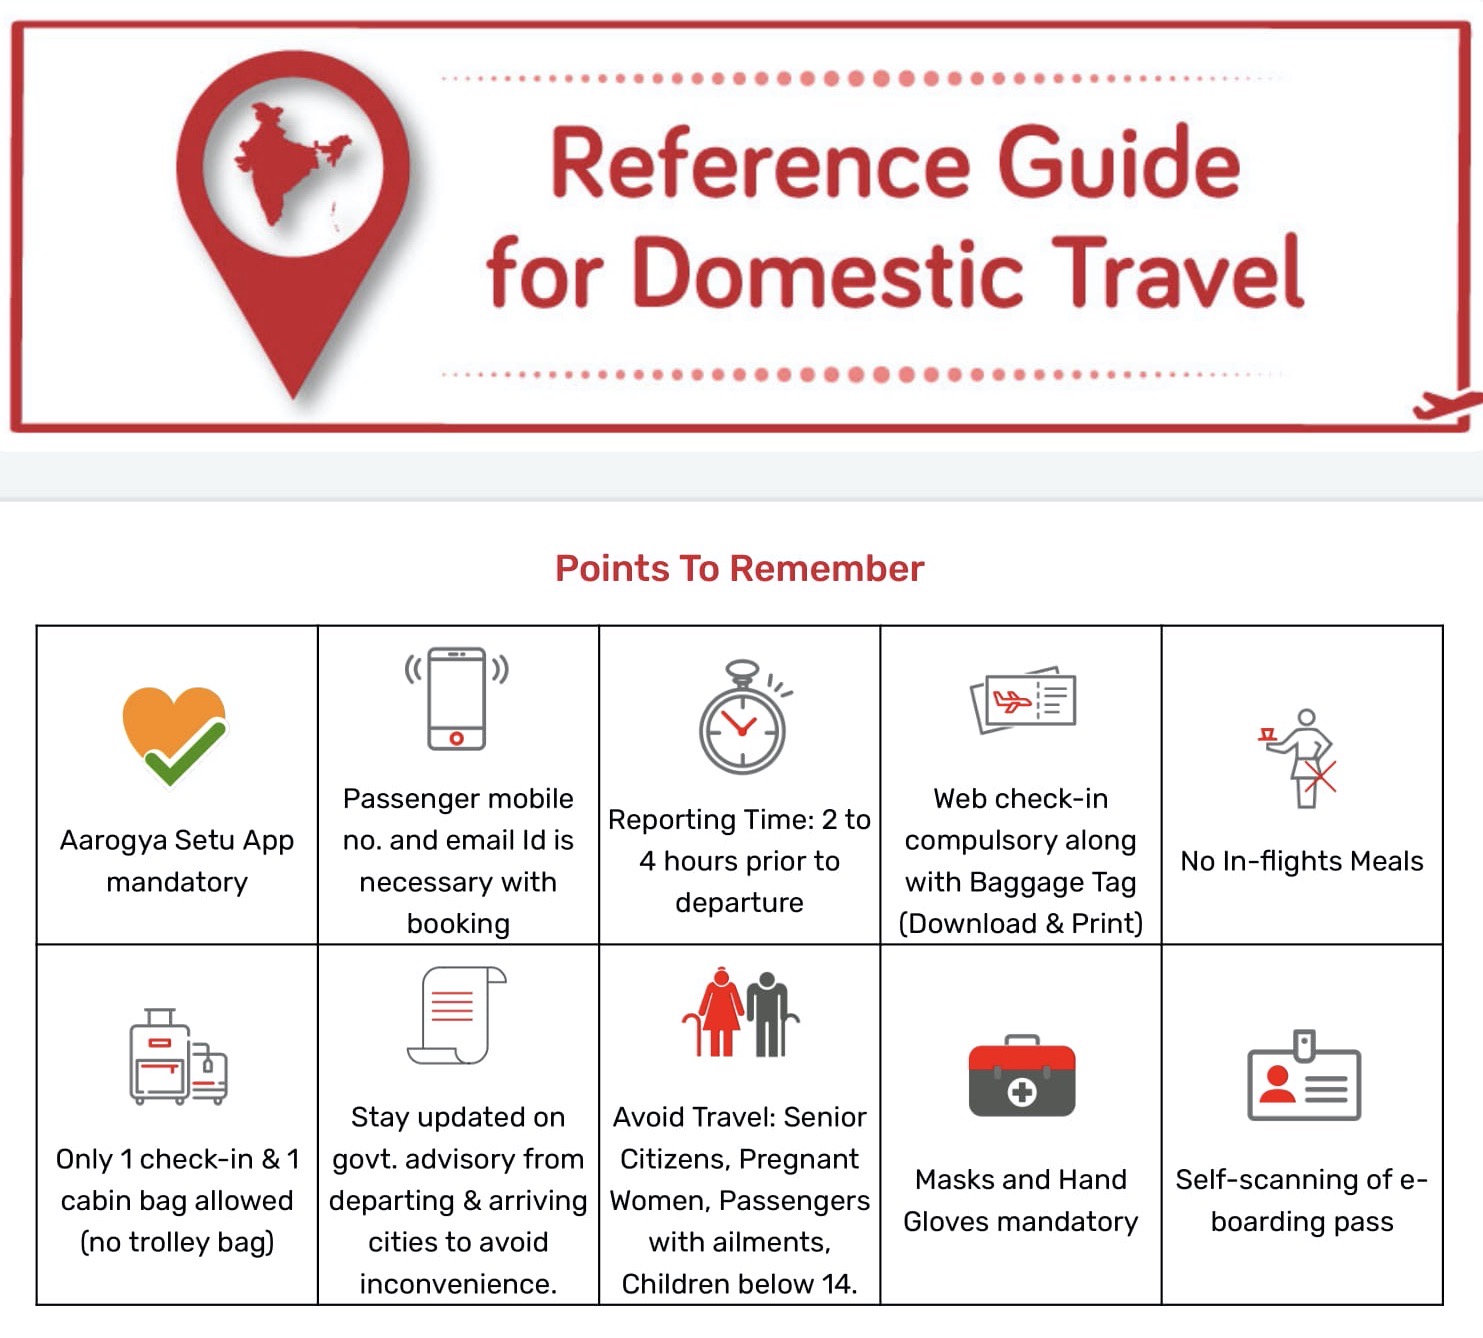 Reference Guide
for Domestic Travel
Points To Remember
Aarogya Setu App
mandatory
Passenger mobile
no. and email Id is
necessary with
booking
Reporting Time: 2 to
4 hours prior to
departure
Web check-in
compulsory along
with Baggage Tag
(Download & Print)
No In-flights Meals
Only 1 check-in & 1
cabin bag allowed
(no trolley bag)
Stay updated on
govt. advisory from
departing & arriving
cities to avoid
inconvenience.
Avoid Travel: Senior
Citizens, Pregnant
Women, Passengers
with ailments,
Children below 14.
Masks and Hand
Gloves mandatory
Self-scanning of e-
boarding pass